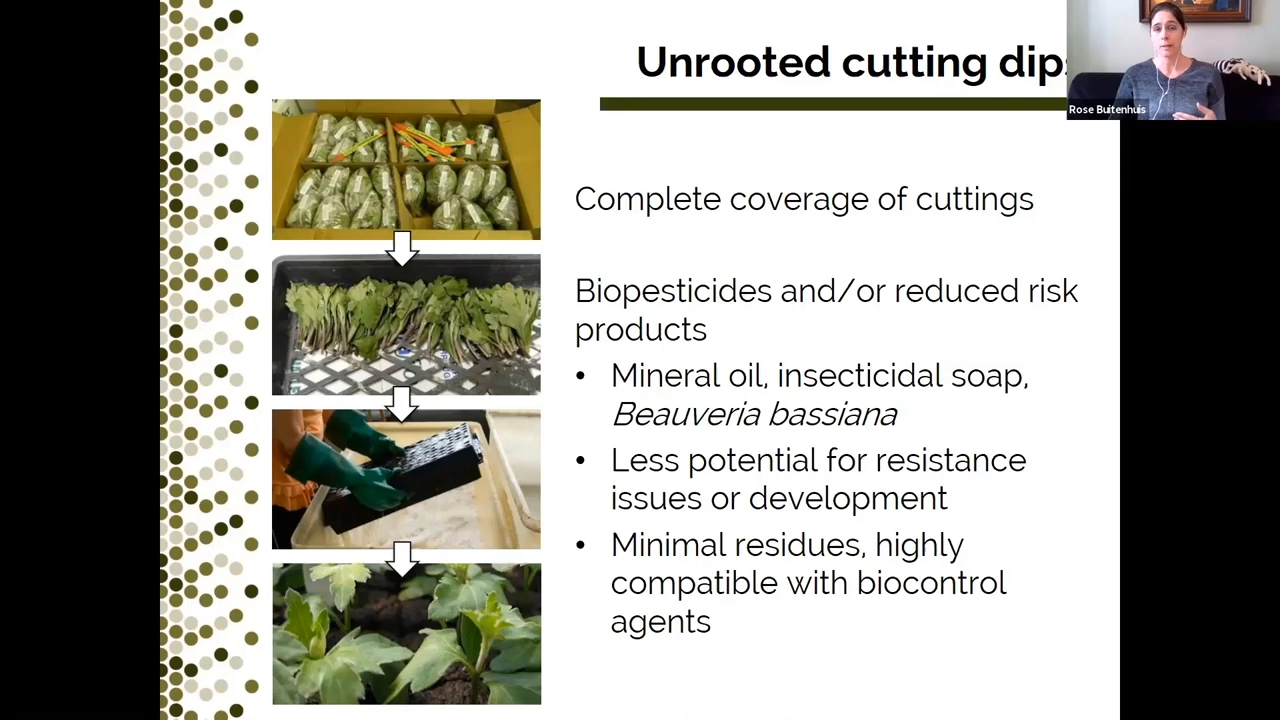 Unrooted cutting dips
Rose Buitenhuis
Complete coverage of cuttings
Biopesticides and/or reduced risk
products
• Mineral oil, insecticidal soap,
Beauveria bassiana
• Less potential for resistance
issues or development
• Minimal residues, highly
compatible with biocontrol
agents